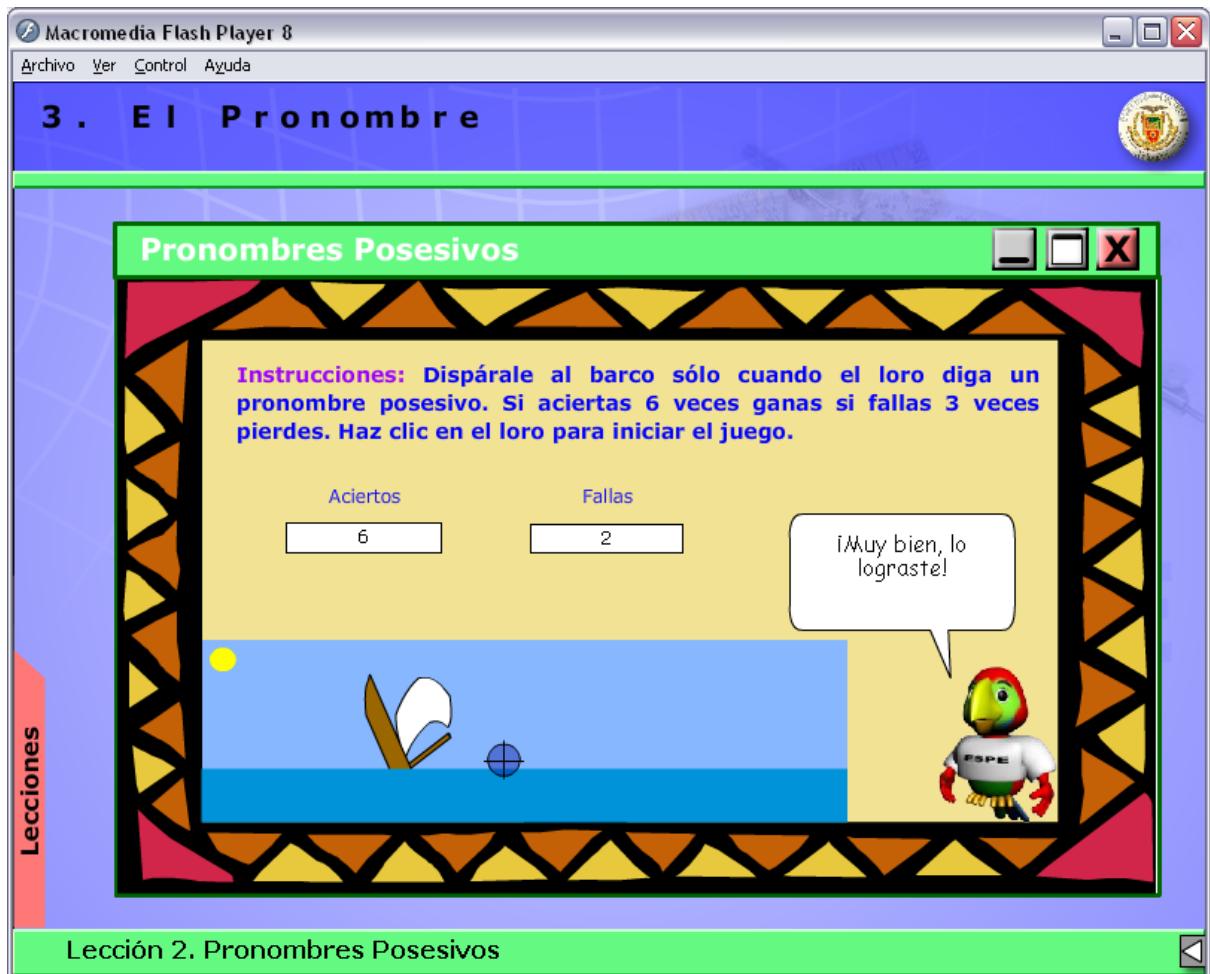 Macromedia Flash Player 8
Archivo Ver Control Ayuda
3. El Pronombre
Pronombres Posesivos
X
Instrucciones: Dispárale al barco sólo cuando el loro diga un
pronombre posesivo. Si aciertas 6 veces ganas si fallas 3 veces
pierdes. Haz clic en el loro para iniciar el juego.
Aciertos Fallas
6 2
¡Muy bien, lo
lograste!
ESPE
Lecciones
Lección 2. Pronombres Posesivos